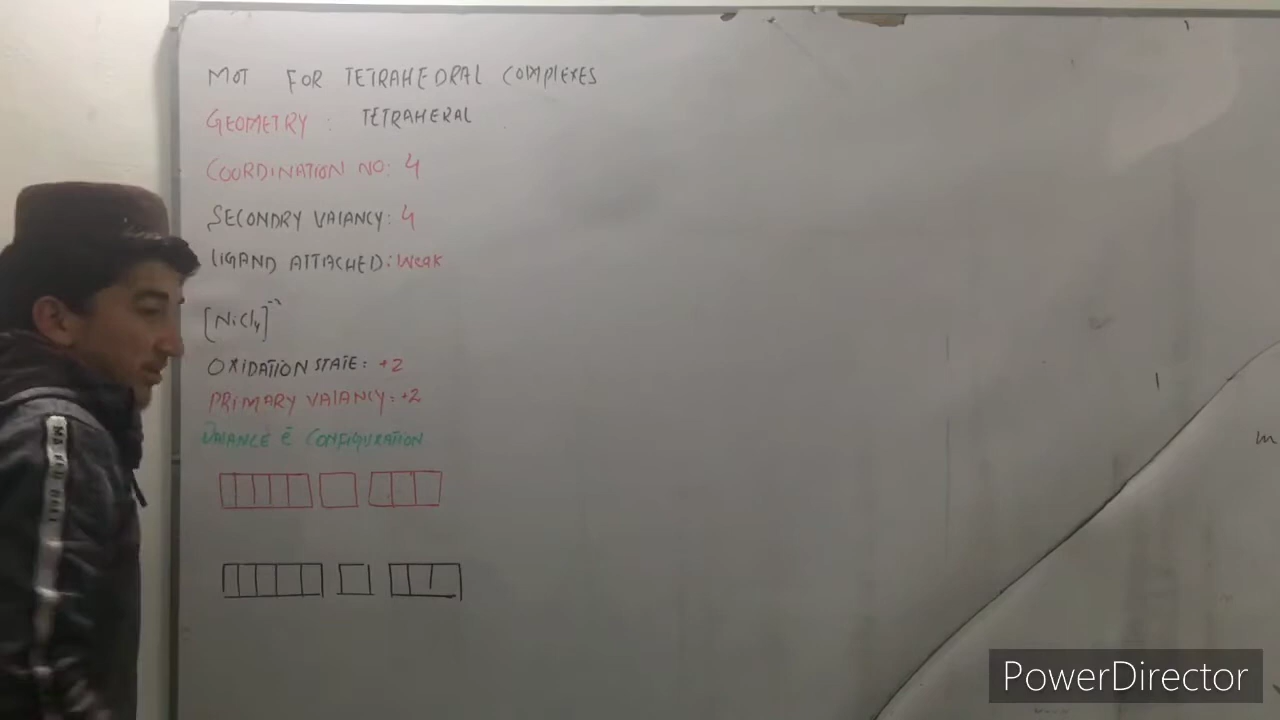 MOT FOR TETRAHEDRAL COMPLEXES
GEOMETRY : TETRAHERAL
COORDINATION NO: 4
SECONDRY VALANCY: 4
LIGAND ATTACHED: Weak
[NiCl4]
OXIDATION STATE: +2
PRIMARY VALANCY: +2
VALANCE ē CONFIGURATION
m
PowerDirector